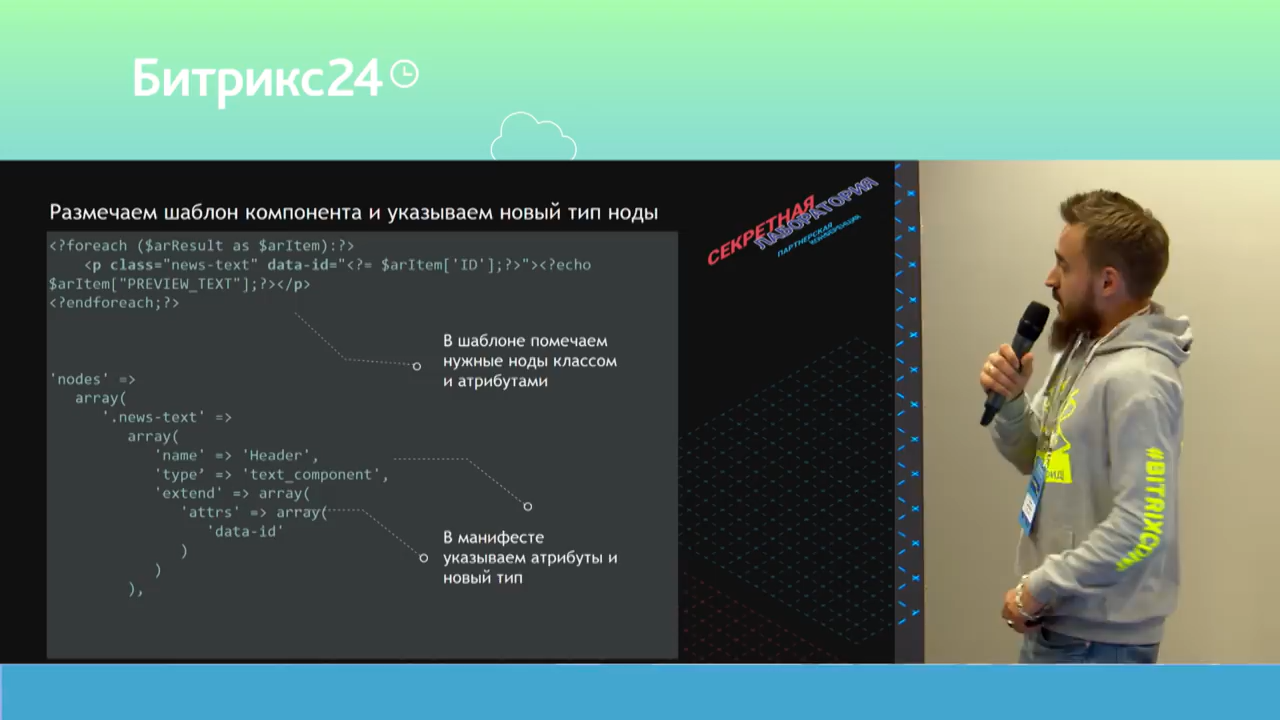 Битрикс24
Размечаем шаблон компонента и указываем новый тип ноды
СЕКРЕТНАЯ
ЛАБОРАТОРИЯ
ПАРТНЕРСКАЯ
<?foreach ($arResult as $arItem):?>
<p class="news-text" data-id="<?= $arItem['ID'];?>"><?echo
$arItem["PREVIEW_TEXT"];?></p>
<?endforeach;?>
В шаблоне помечаем
нужные ноды классом
и атрибутами
'nodes' =>
array(
'.news-text' =>
array(
'name' => 'Header',
'type’ => 'text_component',
'extend' => array(
'attrs' => array(
'data-id'
)
)
),
В манифесте
указываем атрибуты и
новый тип